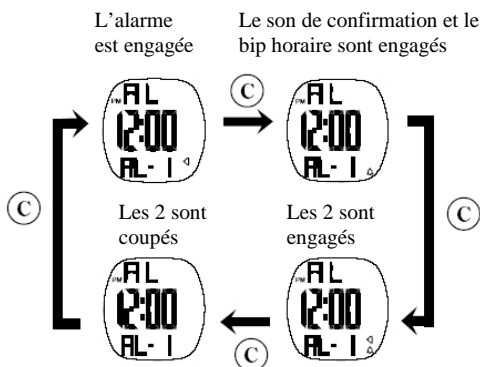 L’alarme
est engagée
Le son de confirmation et le
bip horaire sont engagés
C
PM AL
12:00
AL-1
PM AL
12:00
AL-1
C
C
Les 2 sont
coupés
Les 2 sont
engagés
PM AL
12:00
AL-1
PM AL
12:00
AL-1
C